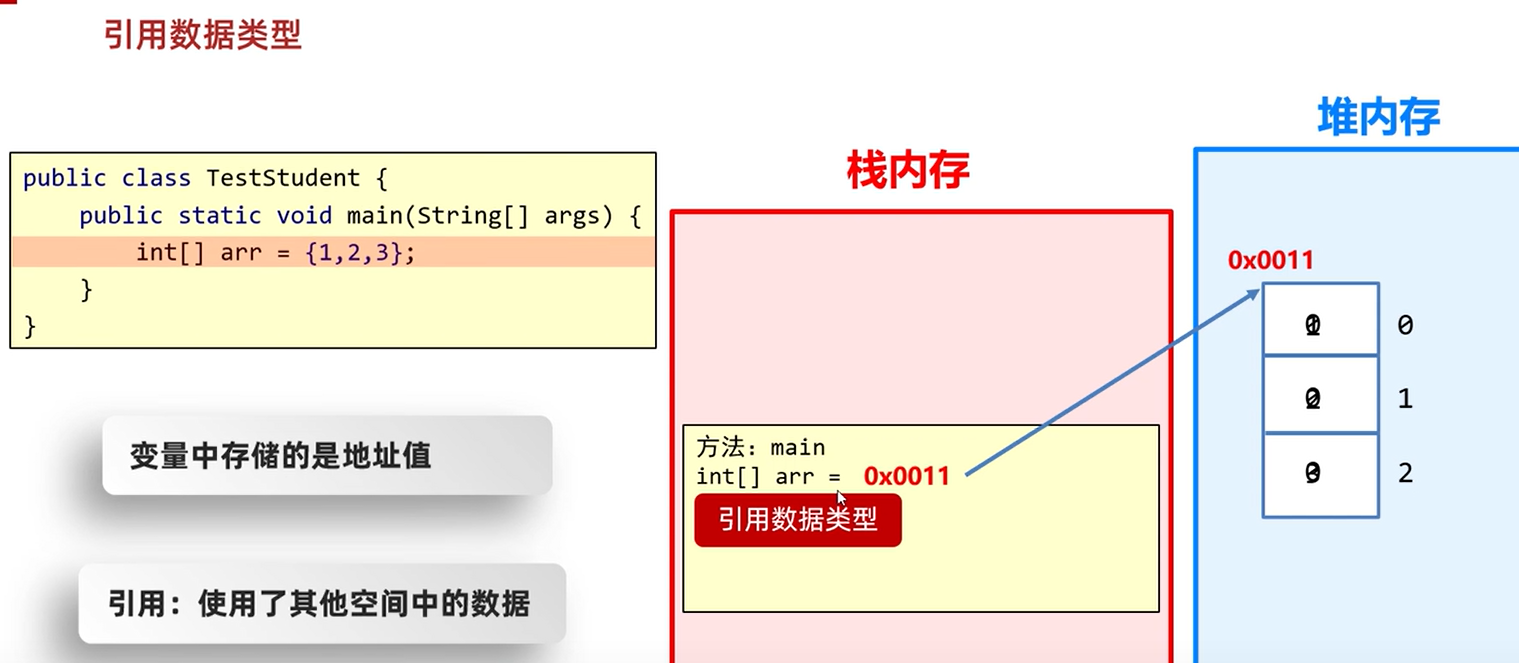 引用数据类型
public class TestStudent {
public static void main(String[] args) {
int[] arr = {1,2,3};
}
}
变量中存储的是地址值
引用：使用了其他空间中的数据
栈内存
方法：main
int[] arr = 0x0011
引用数据类型
堆内存
0x0011
0
1
2